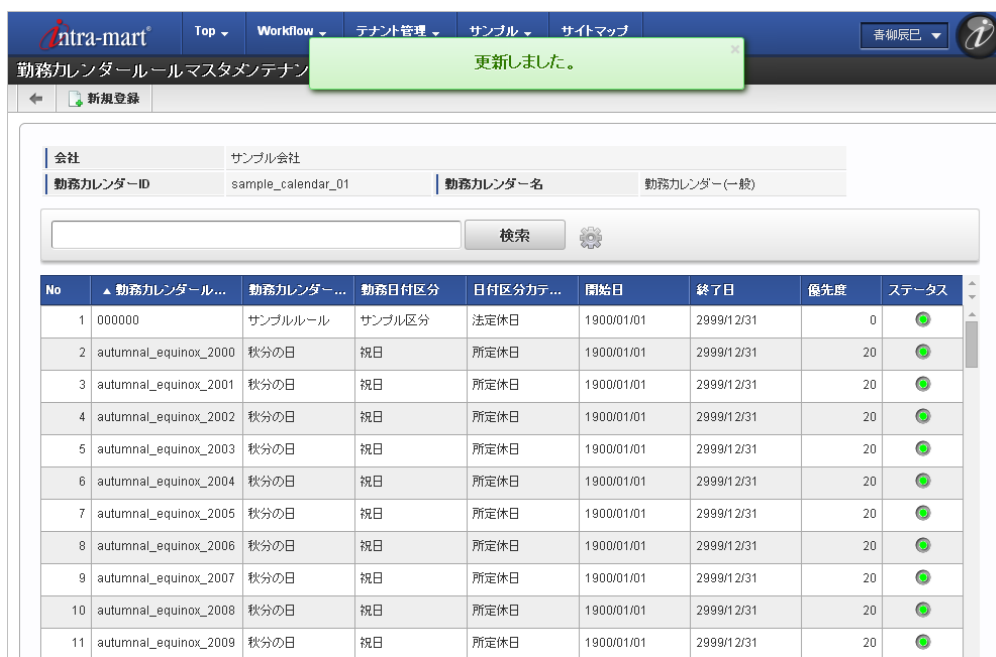 intra-mart® Top Workflow テナント管理 サンプル サイトマップ 青柳辰巳
更新しました。 ×
勤務カレンダールールマスタメンテナン
新規登録
会社 サンプル会社
勤務カレンダーID sample_calendar_01 勤務カレンダー名 勤務カレンダー(一般)
検索
No ▲ 勤務カレンダール... 勤務カレンダー... 勤務日付区分 日付区分カテ... 開始日 終了日 優先度 ステータス
1 000000 サンプルルール サンプル区分 法定休日 1900/01/01 2999/12/31 0
2 autumnal_equinox_2000 秋分の日 祝日 所定休日 1900/01/01 2999/12/31 20
3 autumnal_equinox_2001 秋分の日 祝日 所定休日 1900/01/01 2999/12/31 20
4 autumnal_equinox_2002 秋分の日 祝日 所定休日 1900/01/01 2999/12/31 20
5 autumnal_equinox_2003 秋分の日 祝日 所定休日 1900/01/01 2999/12/31 20
6 autumnal_equinox_2004 秋分の日 祝日 所定休日 1900/01/01 2999/12/31 20
7 autumnal_equinox_2005 秋分の日 祝日 所定休日 1900/01/01 2999/12/31 20
8 autumnal_equinox_2006 秋分の日 祝日 所定休日 1900/01/01 2999/12/31 20
9 autumnal_equinox_2007 秋分の日 祝日 所定休日 1900/01/01 2999/12/31 20
10 autumnal_equinox_2008 秋分の日 祝日 所定休日 1900/01/01 2999/12/31 20
11 autumnal_equinox_2009 秋分の日 祝日 所定休日 1900/01/01 2999/12/31 20